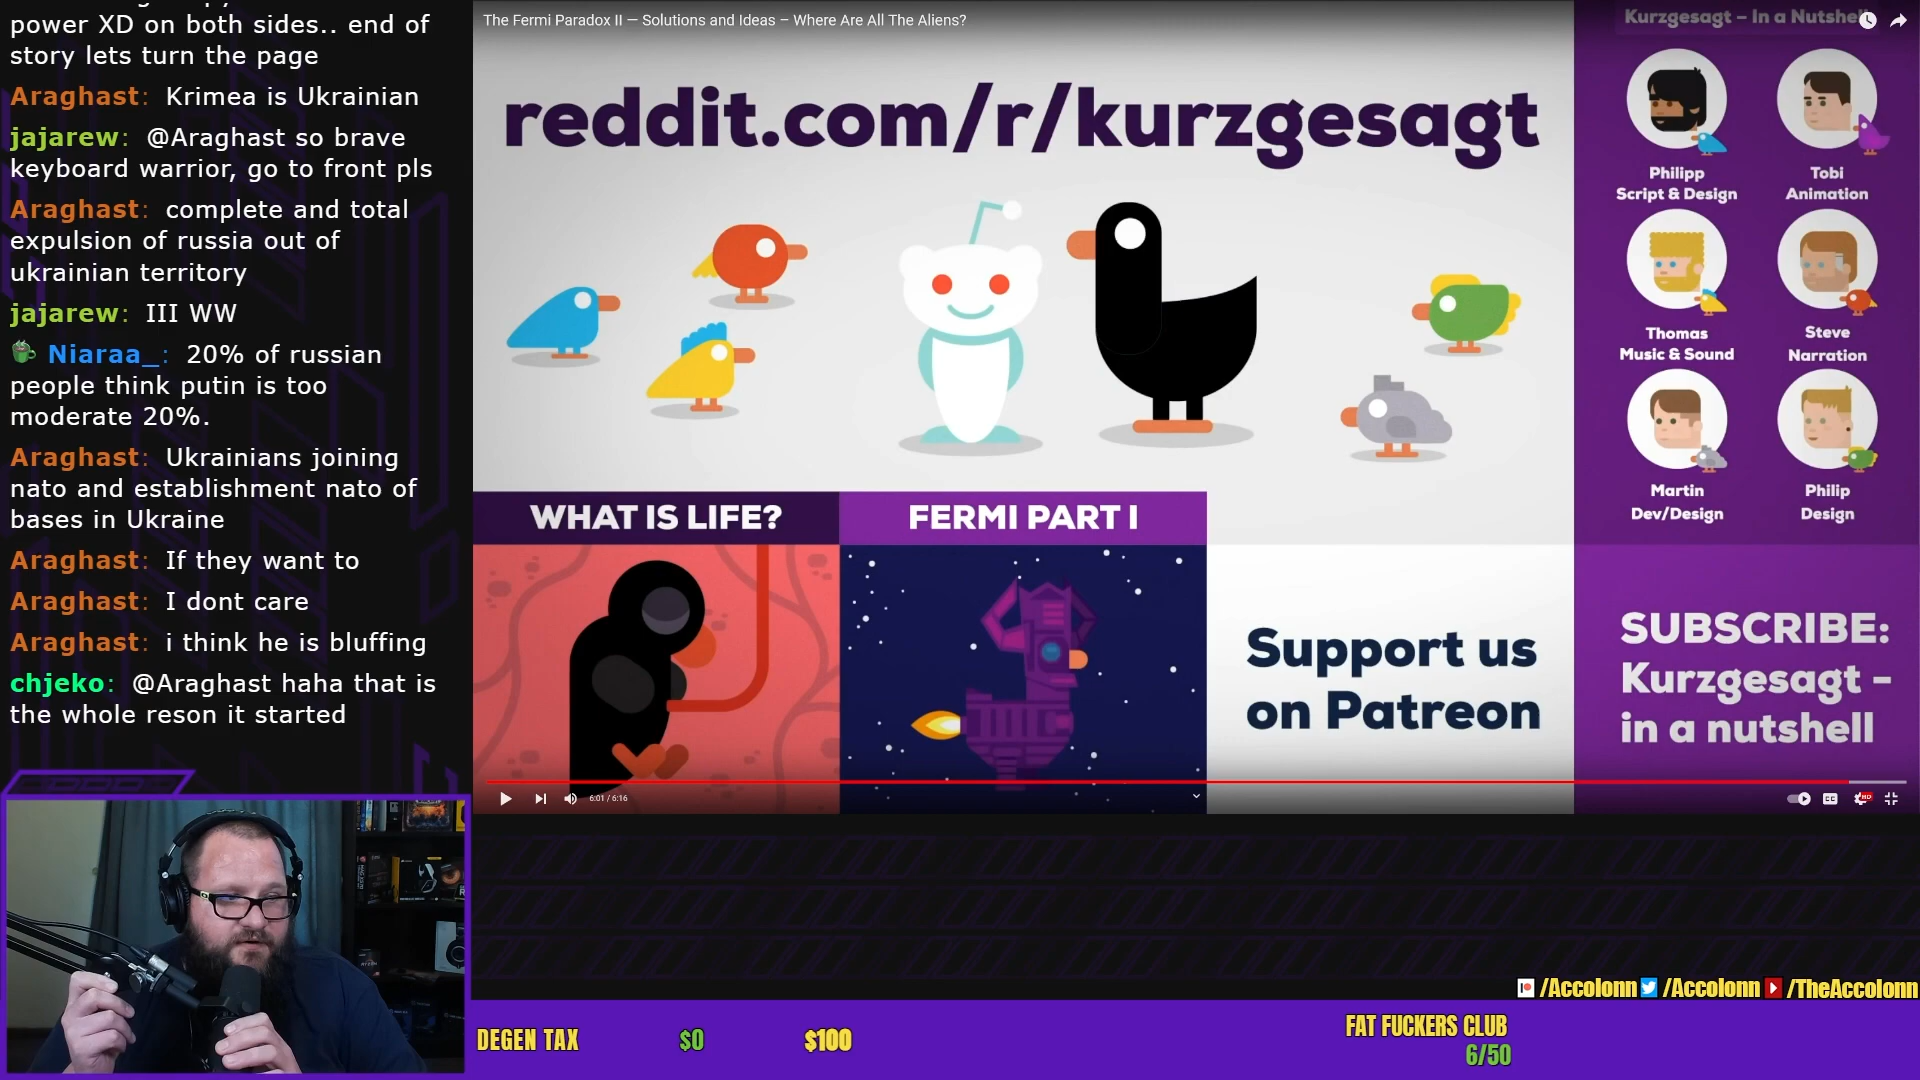 power XD on both sides.. end of
story lets turn the page
Araghast: Krimea is Ukrainian
jajarew: @Araghast so brave
keyboard warrior, go to front pls
Araghast: complete and total
expulsion of russia out of
ukrainian territory
jajarew: III WW
Niaraa_: 20% of russian
people think putin is too
moderate 20%.
Araghast: Ukrainians joining
nato and establishment nato of
bases in Ukraine
Araghast: If they want to
Araghast: I dont care
Araghast: i think he is bluffing
chjeko: @Araghast haha that is
the whole reson it started
The Fermi Paradox II — Solutions and Ideas – Where Are All The Aliens?
reddit.com/r/kurzgesagt
Kurzgesagt – In a Nutshell
Philipp
Script & Design
Tobi
Animation
Thomas
Music & Sound
Steve
Narration
Martin
Dev/Design
Philip
Design
WHAT IS LIFE?
FERMI PART I
Support us
on Patreon
SUBSCRIBE:
Kurzgesagt –
in a nutshell
6:01 / 6:16
CC
HD
/Accolonn /Accolonn /TheAccolonn
DEGEN TAX $0 $100
FAT FUCKERS CLUB
6/50